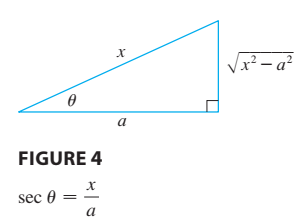 x
√x² − a²
θ
a
FIGURE 4
sec θ = x/a